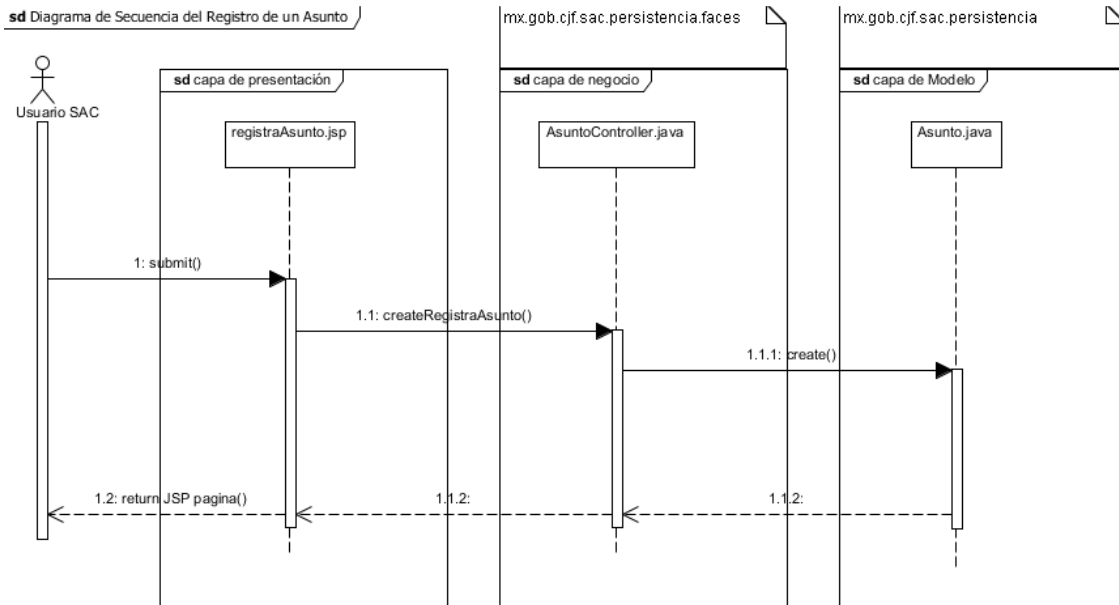 sd Diagrama de Secuencia del Registro de un Asunto
mx.gob.cjf.sac.persistencia.faces
mx.gob.cjf.sac.persistencia
Usuario SAC
sd capa de presentación
sd capa de negocio
sd capa de Modelo
registraAsunto.jsp
AsuntoController.java
Asunto.java
1: submit()
1.1: createRegistraAsunto()
1.1.1: create()
1.2: return JSP pagina()
1.1.2:
1.1.2: